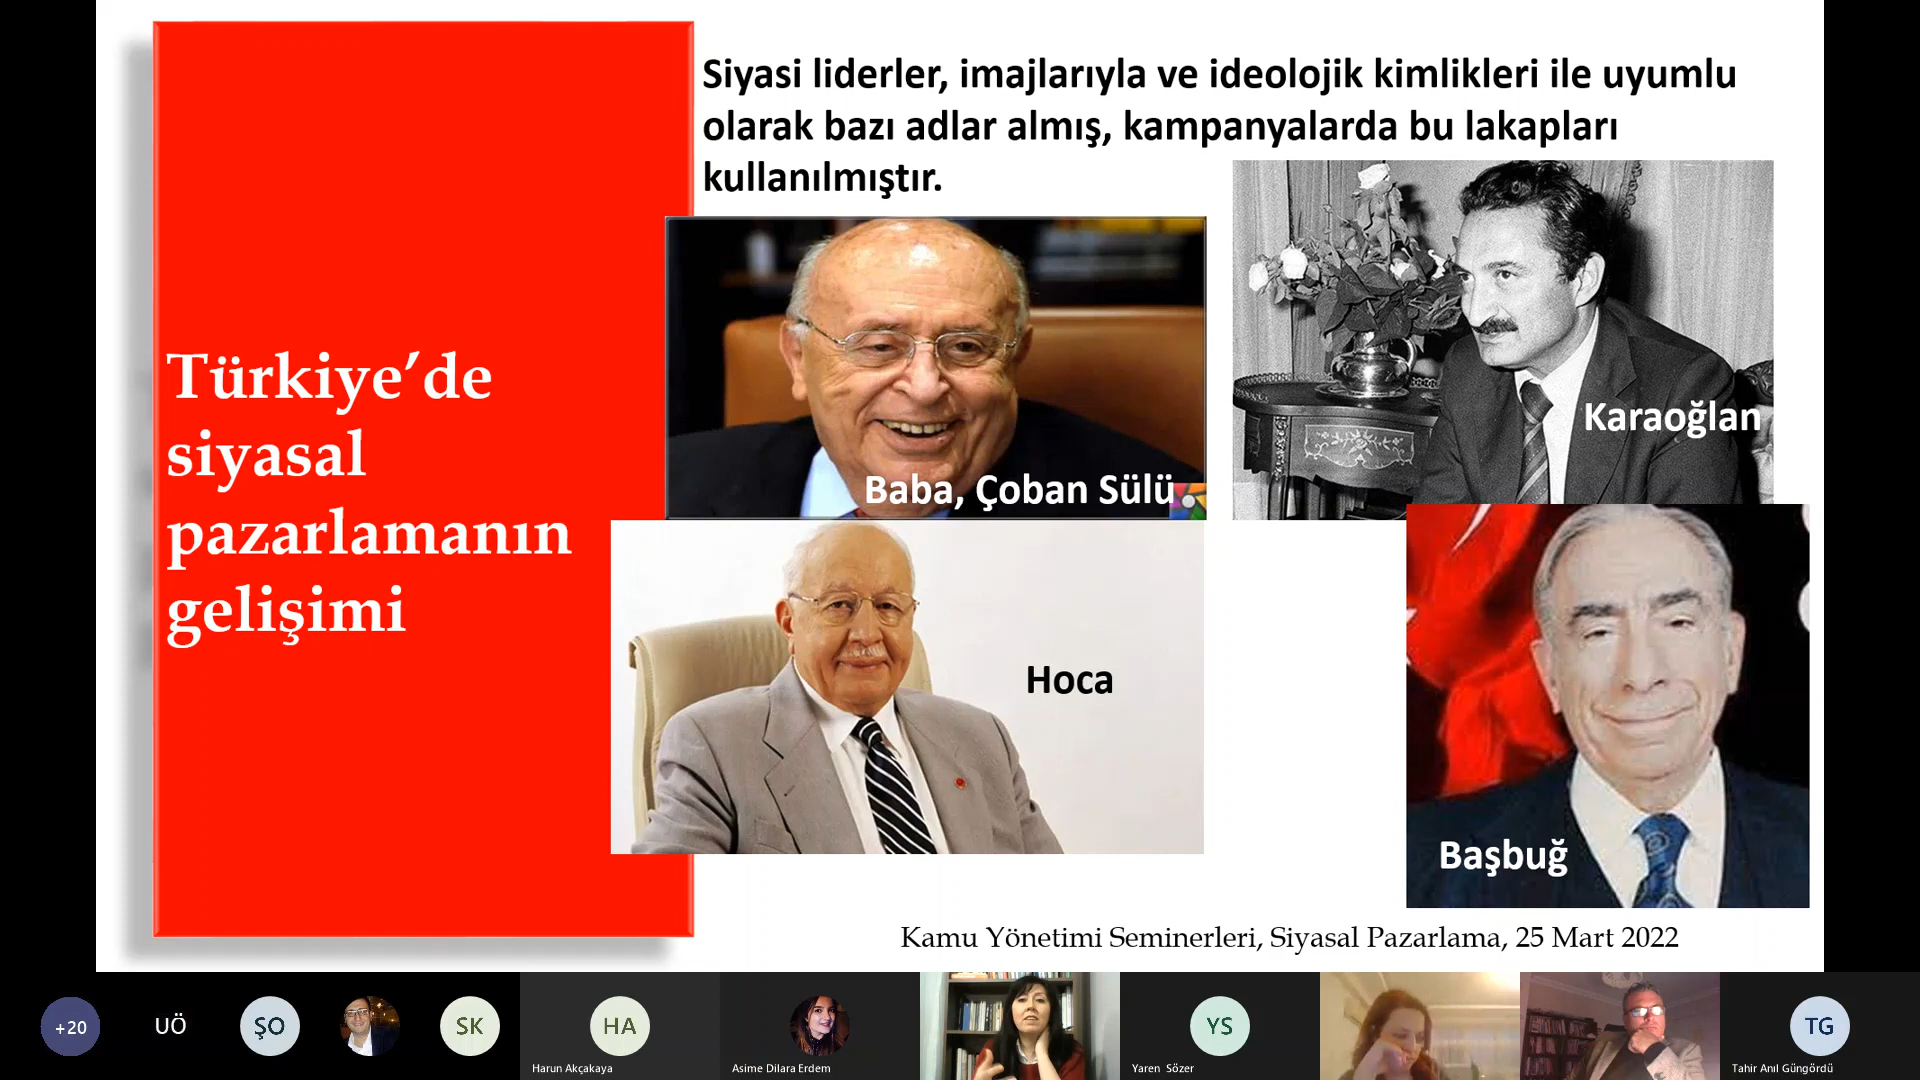 Siyasi liderler, imajlarıyla ve ideolojik kimlikleri ile uyumlu
olarak bazı adlar almış, kampanyalarda bu lakapları
kullanılmıştır.
Türkiye’de
siyasal
pazarlamanın
gelişimi
Baba, Çoban Sülü
Karaoğlan
Hoca
Başbuğ
Kamu Yönetimi Seminerleri, Siyasal Pazarlama, 25 Mart 2022
+20
UÖ
ŞO
SK
HA
Harun Akçakaya
Asime Dilara Erdem
YS
Yaren Sözer
TG
Tahir Anıl Güngördü